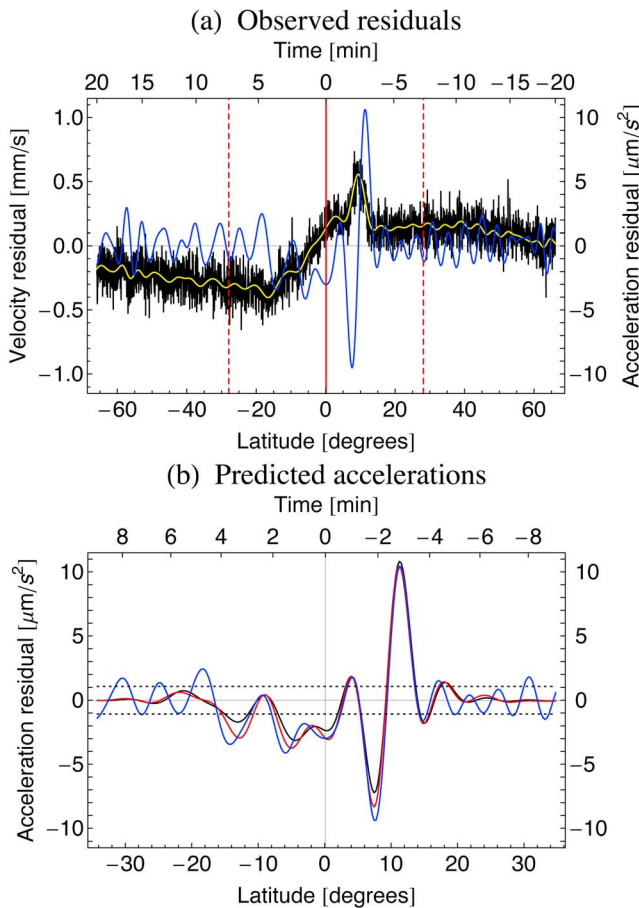 (a) Observed residuals
Time [min]
20 15 10 5 0 −5 −10 −15 −20
Velocity residual [mm/s]
1.0
0.5
0.0
−0.5
−1.0
10
5
0
−5
−10
Acceleration residual [μm/s²]
−60 −40 −20 0 20 40 60
Latitude [degrees]
(b) Predicted accelerations
Time [min]
8 6 4 2 0 −2 −4 −6 −8
Acceleration residual [μm/s²]
10
5
0
−5
−10
10
5
0
−5
−10
−30 −20 −10 0 10 20 30
Latitude [degrees]